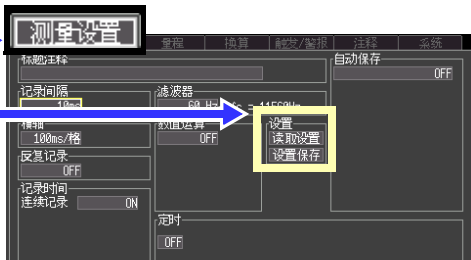 测量设置
量程 换算 触发/警报 注释 系统
标题注释
自动保存
OFF
记录间隔
10ms
滤波器
60 Hz = 11560Hz
横轴
100ms/格
数值运算
OFF
设置
读取设置
设置保存
反复记录
OFF
记录时间
连续记录 ON
定时
OFF